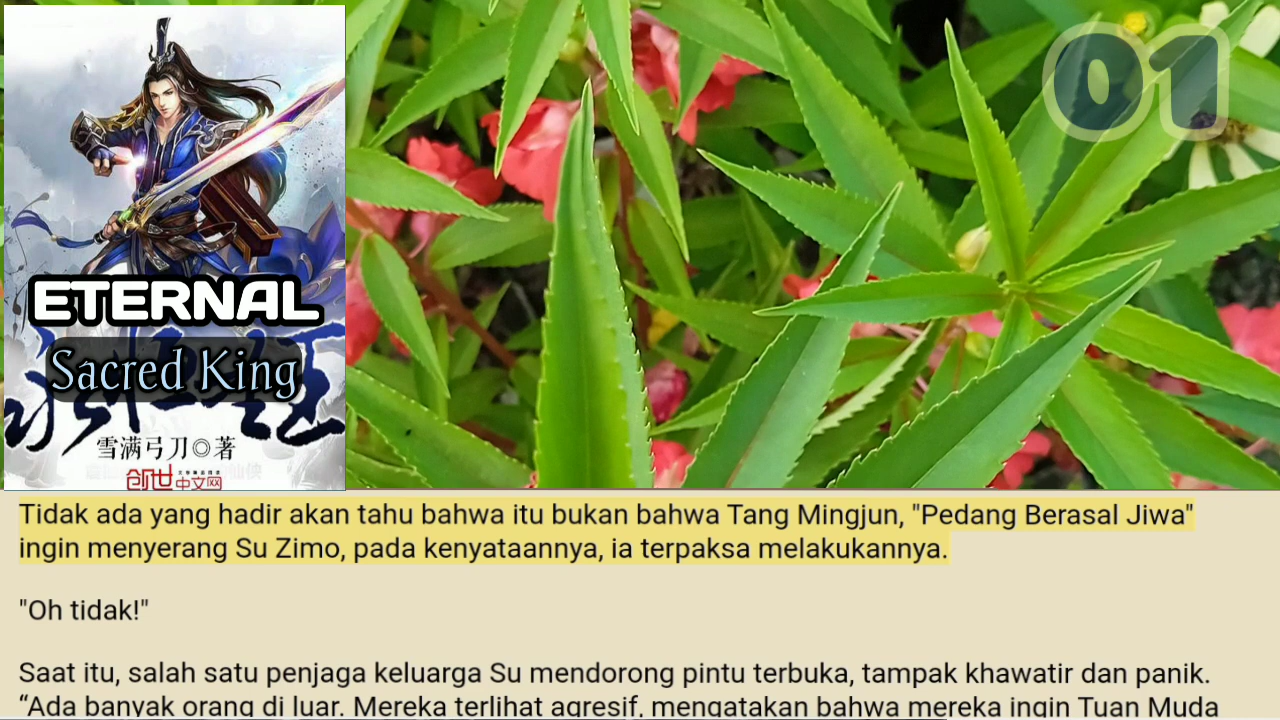 01
ETERNAL
Sacred King
雪满弓刀◎著
创世中文网
Tidak ada yang hadir akan tahu bahwa itu bukan bahwa Tang Mingjun, "Pedang Berasal Jiwa"
ingin menyerang Su Zimo, pada kenyataannya, ia terpaksa melakukannya.
"Oh tidak!"
Saat itu, salah satu penjaga keluarga Su mendorong pintu terbuka, tampak khawatir dan panik.
“Ada banyak orang di luar. Mereka terlihat agresif, mengatakan bahwa mereka ingin Tuan Muda